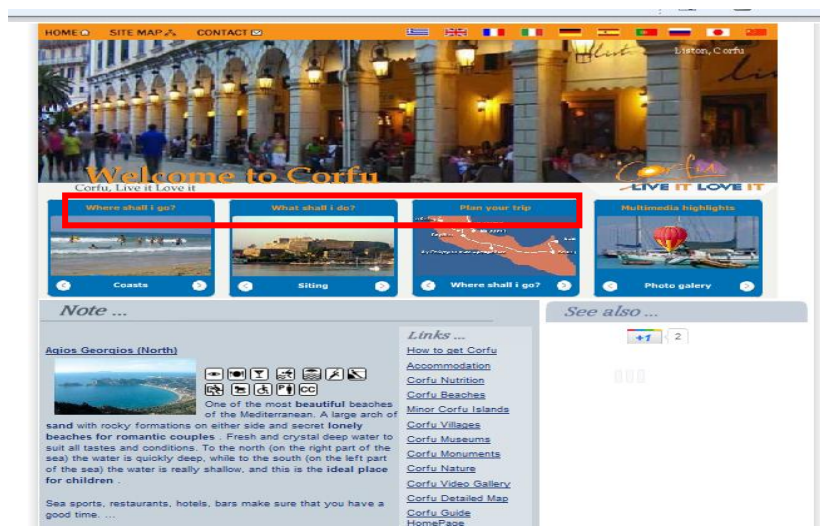 HOME SITE MAP CONTACT
Liston, Corfu
Welcome to Corfu
Corfu, Live it Love it
Corfu
LIVE IT LOVE IT
Where shall i go?
What shall i do?
Plan your trip
Multimedia highlights
Coasts
Siting
Where shall i go?
Photo galery
Note ...
See also ...
+1 2
Agios Georgios (North)
One of the most beautiful beaches
of the Mediterranean. A large arch of
sand with rocky formations on either side and secret lonely
beaches for romantic couples . Fresh and crystal deep water to
suit all tastes and conditions. To the north (on the right part of the
sea) the water is quickly deep, while to the south (on the left part
of the sea) the water is really shallow, and this is the ideal place
for children .
Sea sports, restaurants, hotels, bars make sure that you have a
good time. ...
Links ...
How to get Corfu
Accommodation
Corfu Nutrition
Corfu Beaches
Minor Corfu Islands
Corfu Villages
Corfu Museums
Corfu Monuments
Corfu Nature
Corfu Video Gallery
Corfu Detailed Map
Corfu Guide
HomePage